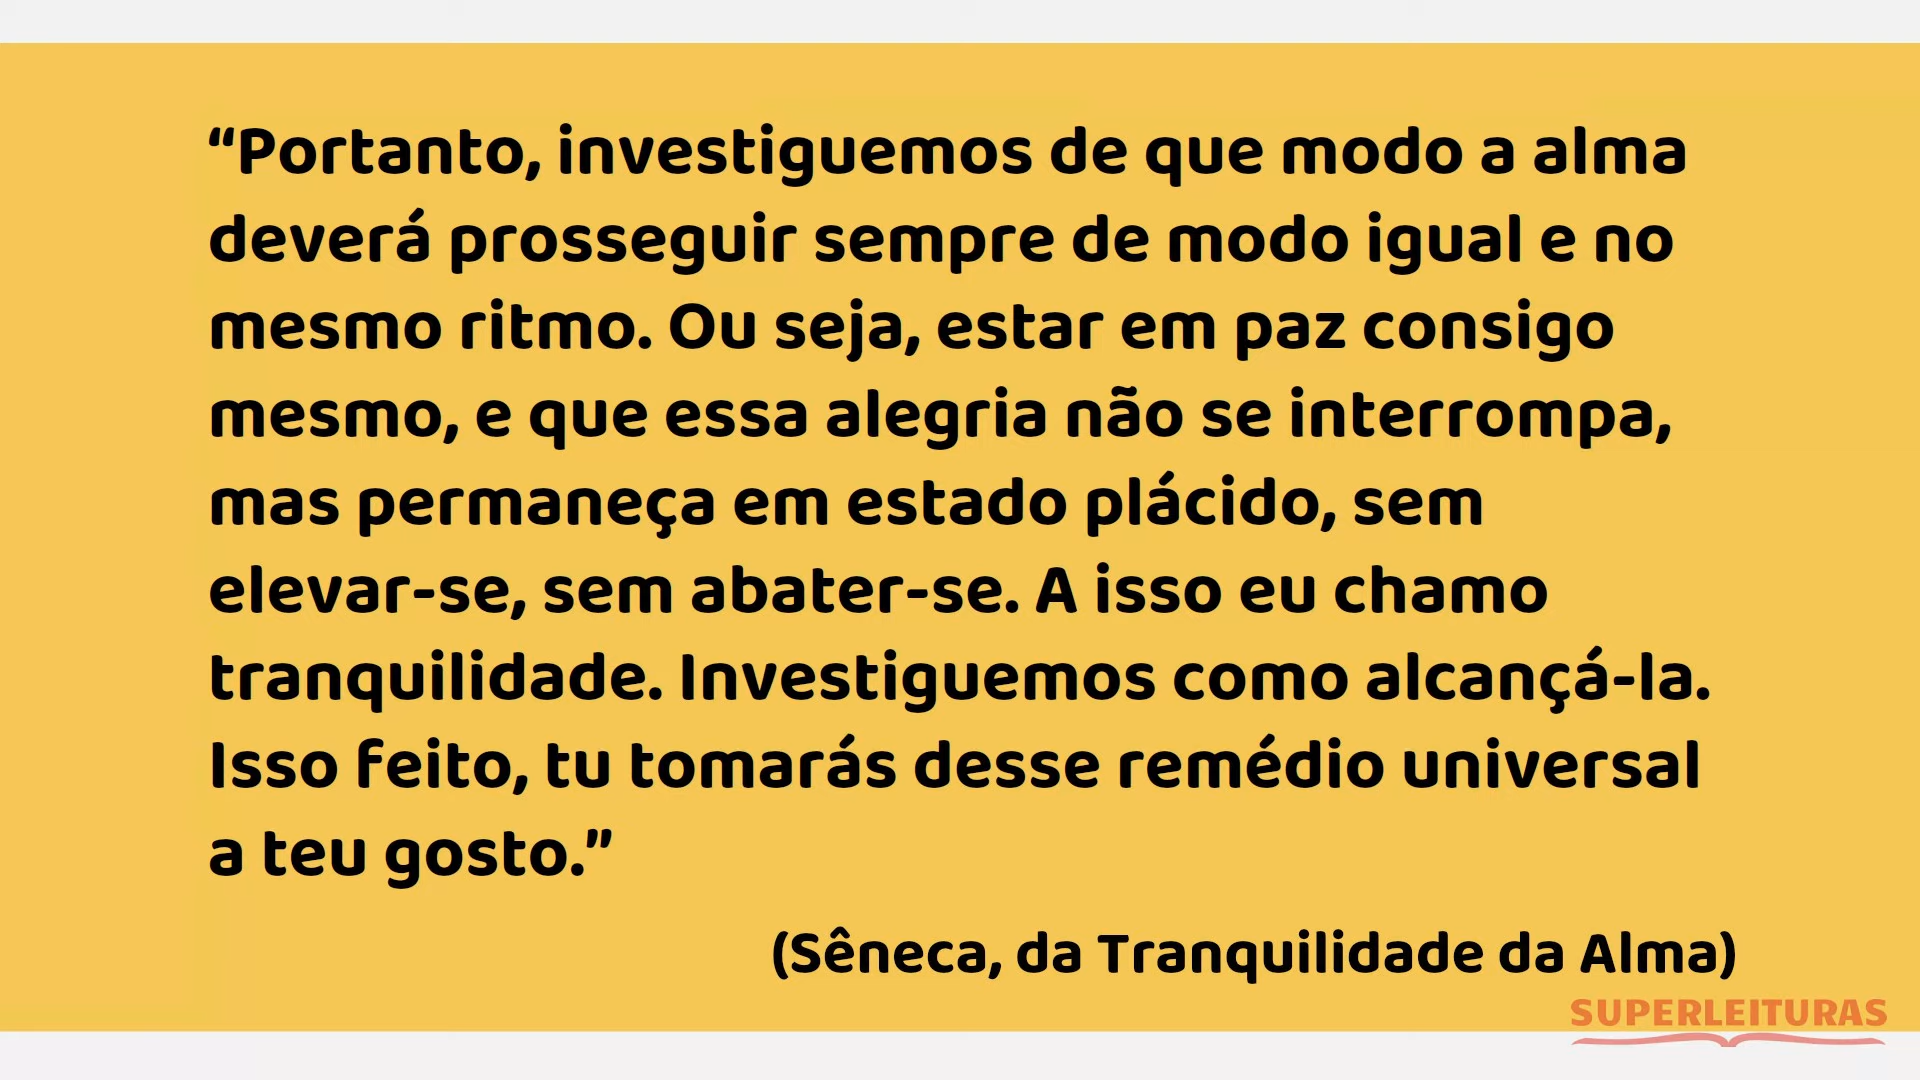 “Portanto, investiguemos de que modo a alma
deverá prosseguir sempre de modo igual e no
mesmo ritmo. Ou seja, estar em paz consigo
mesmo, e que essa alegria não se interrompa,
mas permaneça em estado plácido, sem
elevar-se, sem abater-se. A isso eu chamo
tranquilidade. Investiguemos como alcançá-la.
Isso feito, tu tomarás desse remédio universal
a teu gosto.”
(Sêneca, da Tranquilidade da Alma)
SUPERLEITURAS